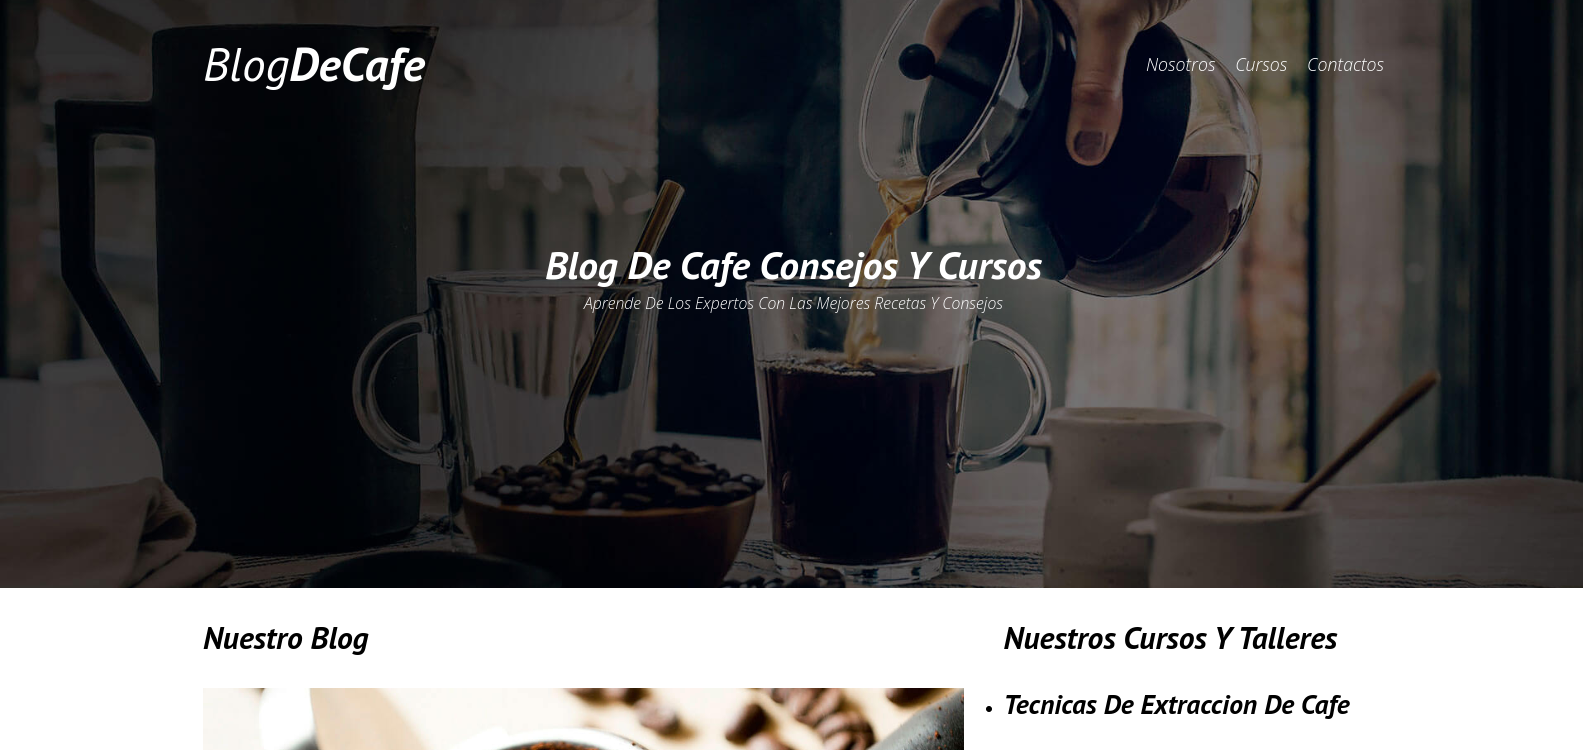 BlogDeCafe
Nosotros Cursos Contactos
Blog De Cafe Consejos Y Cursos
Aprende De Los Expertos Con Las Mejores Recetas Y Consejos
Nuestro Blog
Nuestros Cursos Y Talleres
• Tecnicas De Extraccion De Cafe